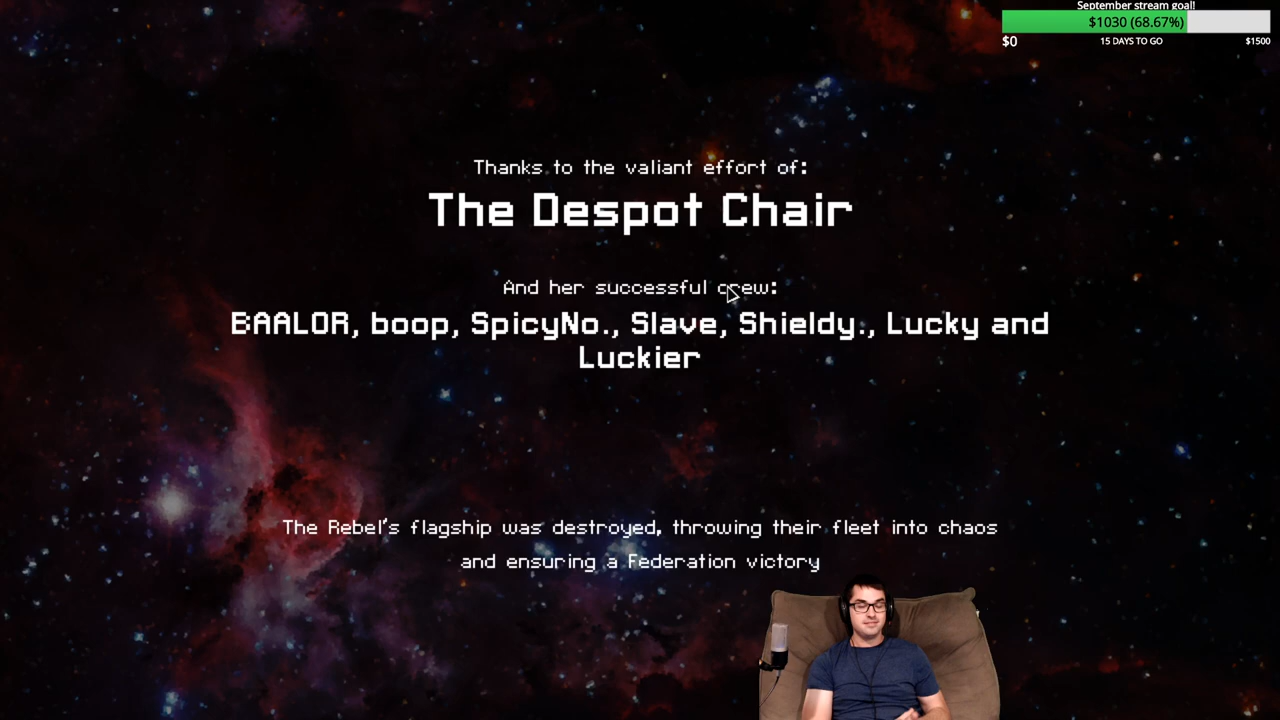 September stream goal!
$1030 (68.67%)
$0 15 DAYS TO GO $1500
Thanks to the valiant effort of:
The Despot Chair
And her successful crew:
BAALOR, boop, SpicyNo., Slave, Shieldy., Lucky and
Luckier
The Rebel's flagship was destroyed, throwing their fleet into chaos
and ensuring a Federation victory